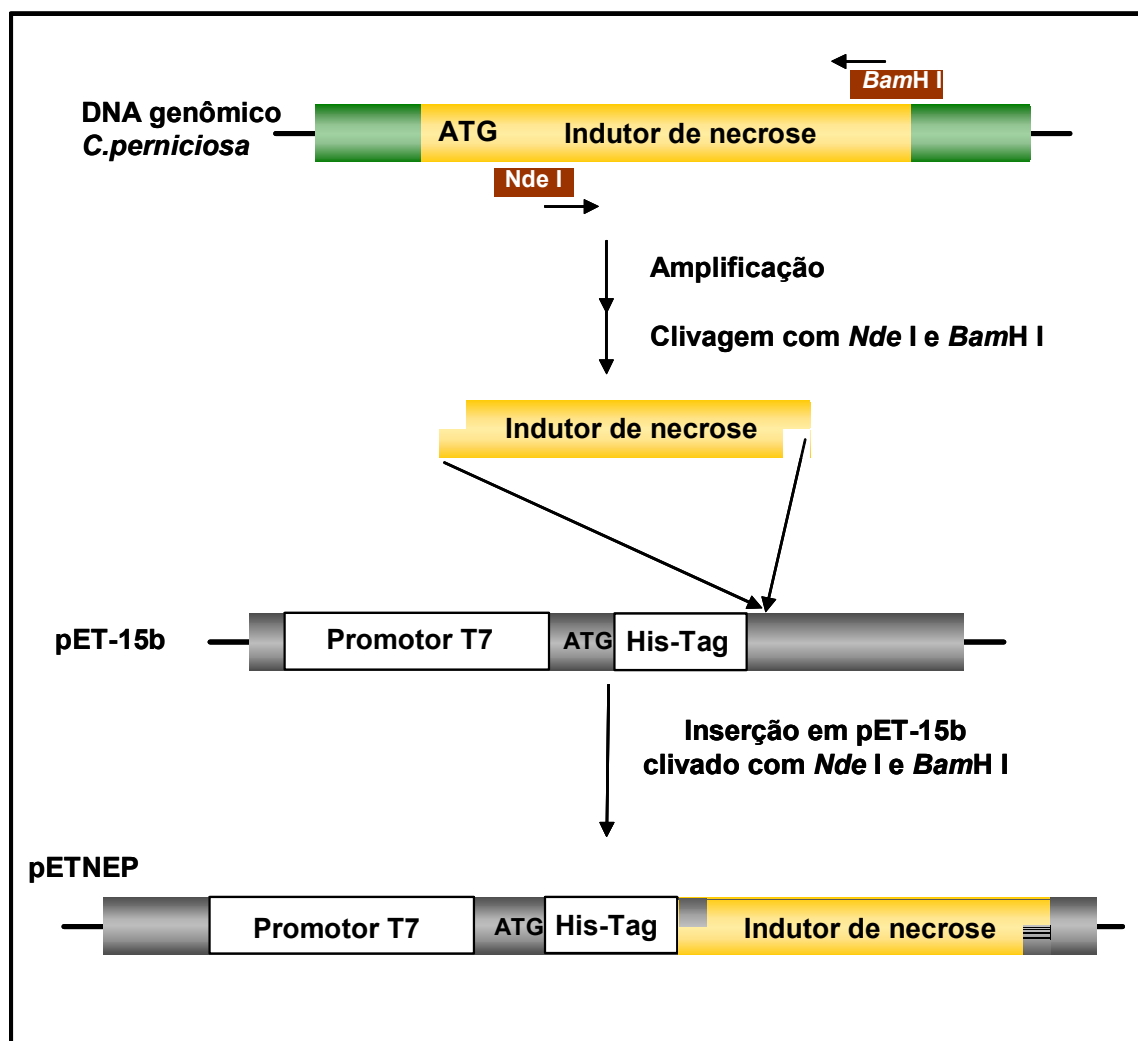 BamH I
DNA genômico
C.perniciosa
ATG Indutor de necrose
Nde I
Amplificação
Clivagem com Nde I e BamH I
Indutor de necrose
pET-15b
Promotor T7 ATG His-Tag
Inserção em pET-15b
clivado com Nde I e BamH I
pETNEP
Promotor T7 ATG His-Tag Indutor de necrose